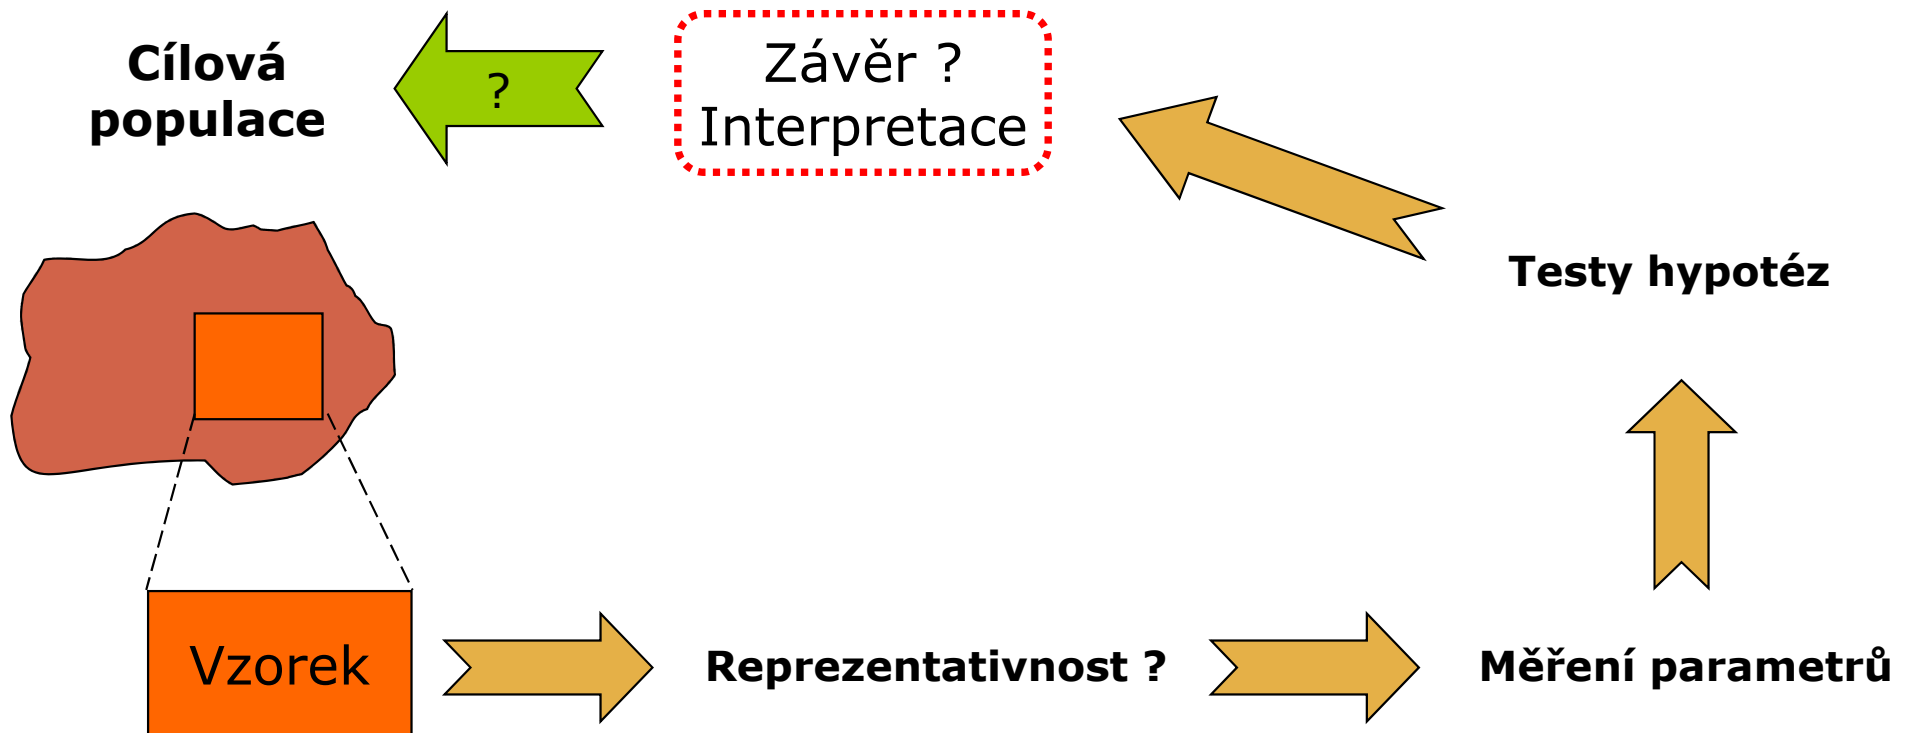 Cílová
populace
?
Závěr ?
Interpretace
Testy hypotéz
Vzorek
Reprezentativnost ?
Měření parametrů